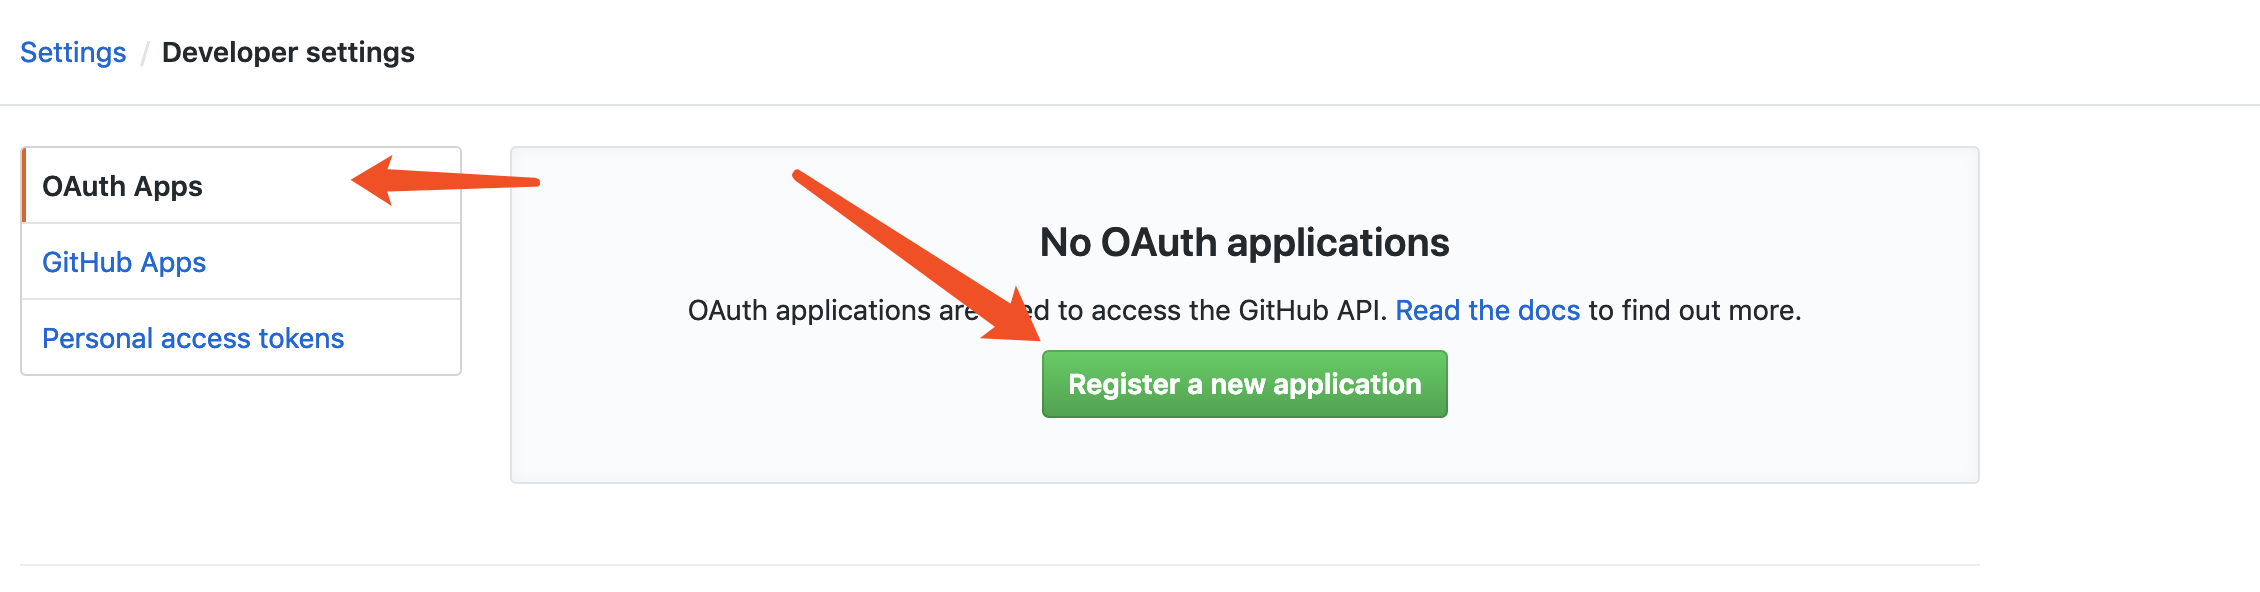 Settings / Developer settings
OAuth Apps
GitHub Apps
Personal access tokens
No OAuth applications
OAuth applications are ed to access the GitHub API. Read the docs to find out more.
Register a new application